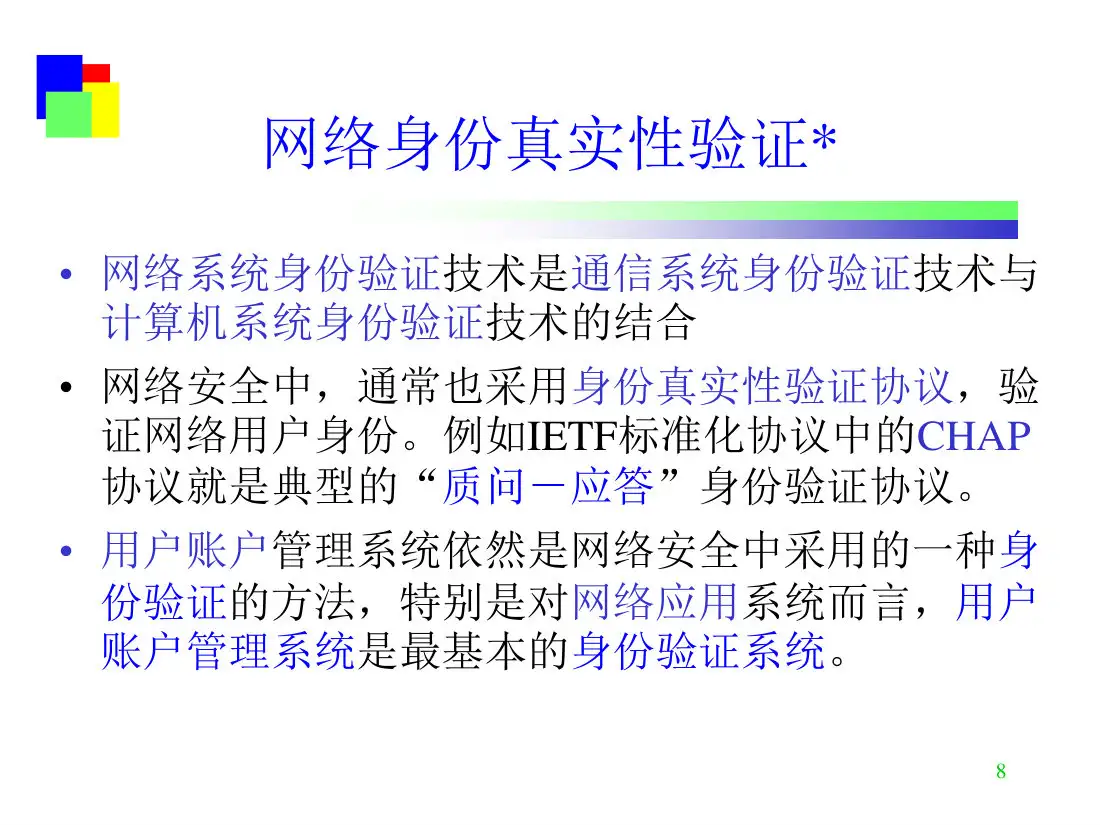 网络身份真实性验证*
• 网络系统身份验证技术是通信系统身份验证技术与
计算机系统身份验证技术的结合
• 网络安全中，通常也采用身份真实性验证协议，验
证网络用户身份。例如IETF标准化协议中的CHAP
协议就是典型的“质问－应答”身份验证协议。
• 用户账户管理系统依然是网络安全中采用的一种身
份验证的方法，特别是对网络应用系统而言，用户
账户管理系统是最基本的身份验证系统。
8